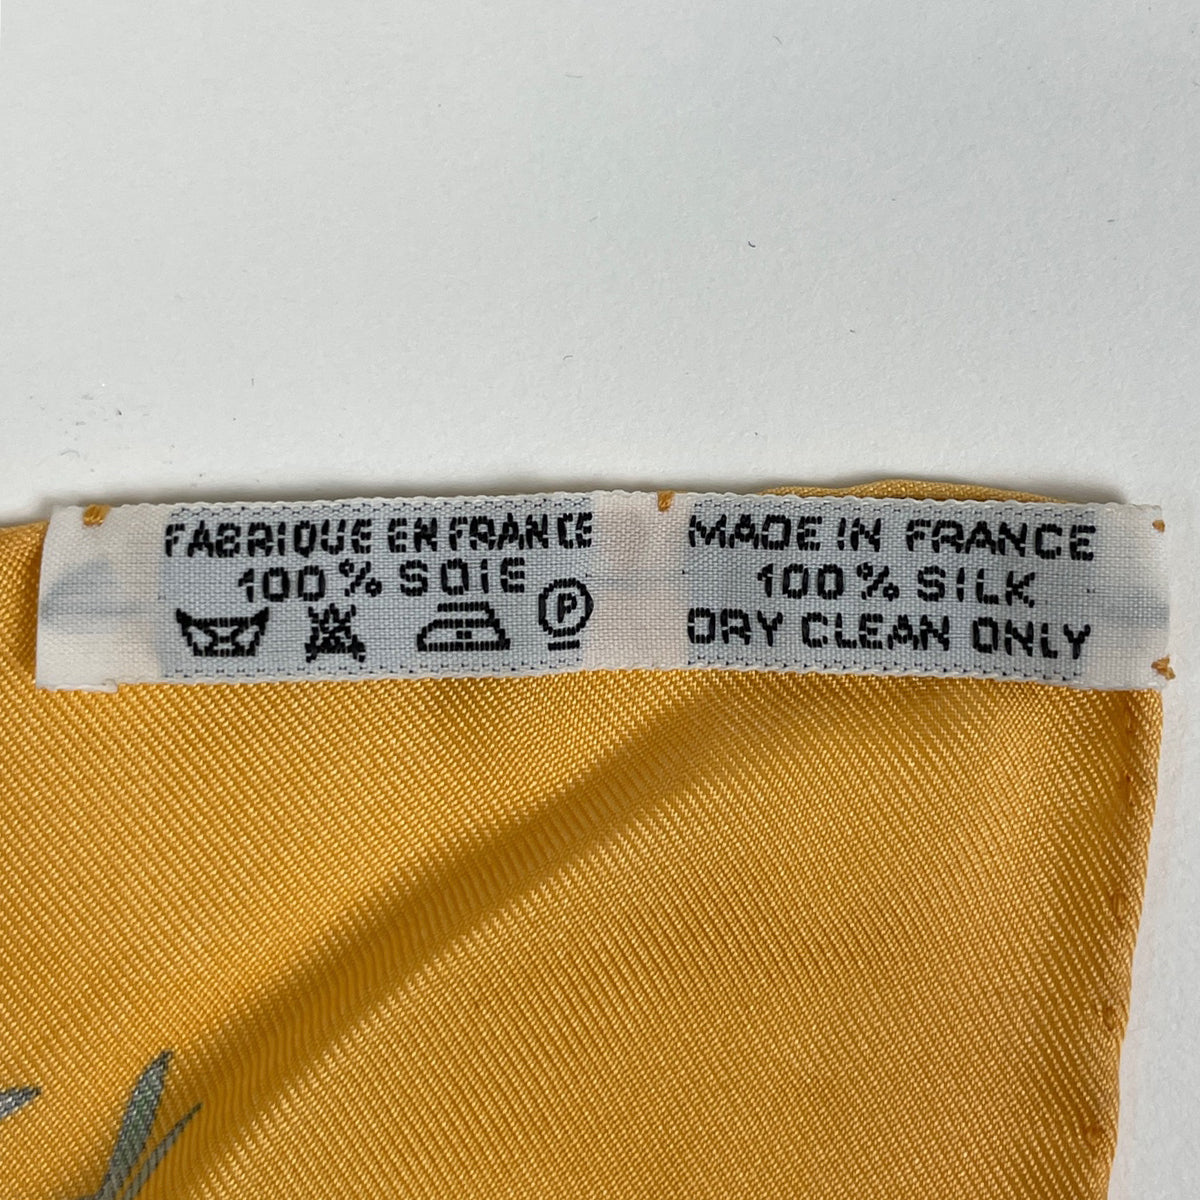 FABRIQUE EN FRANCE
100% SOIE
P
MADE IN FRANCE
100% SILK
DRY CLEAN ONLY